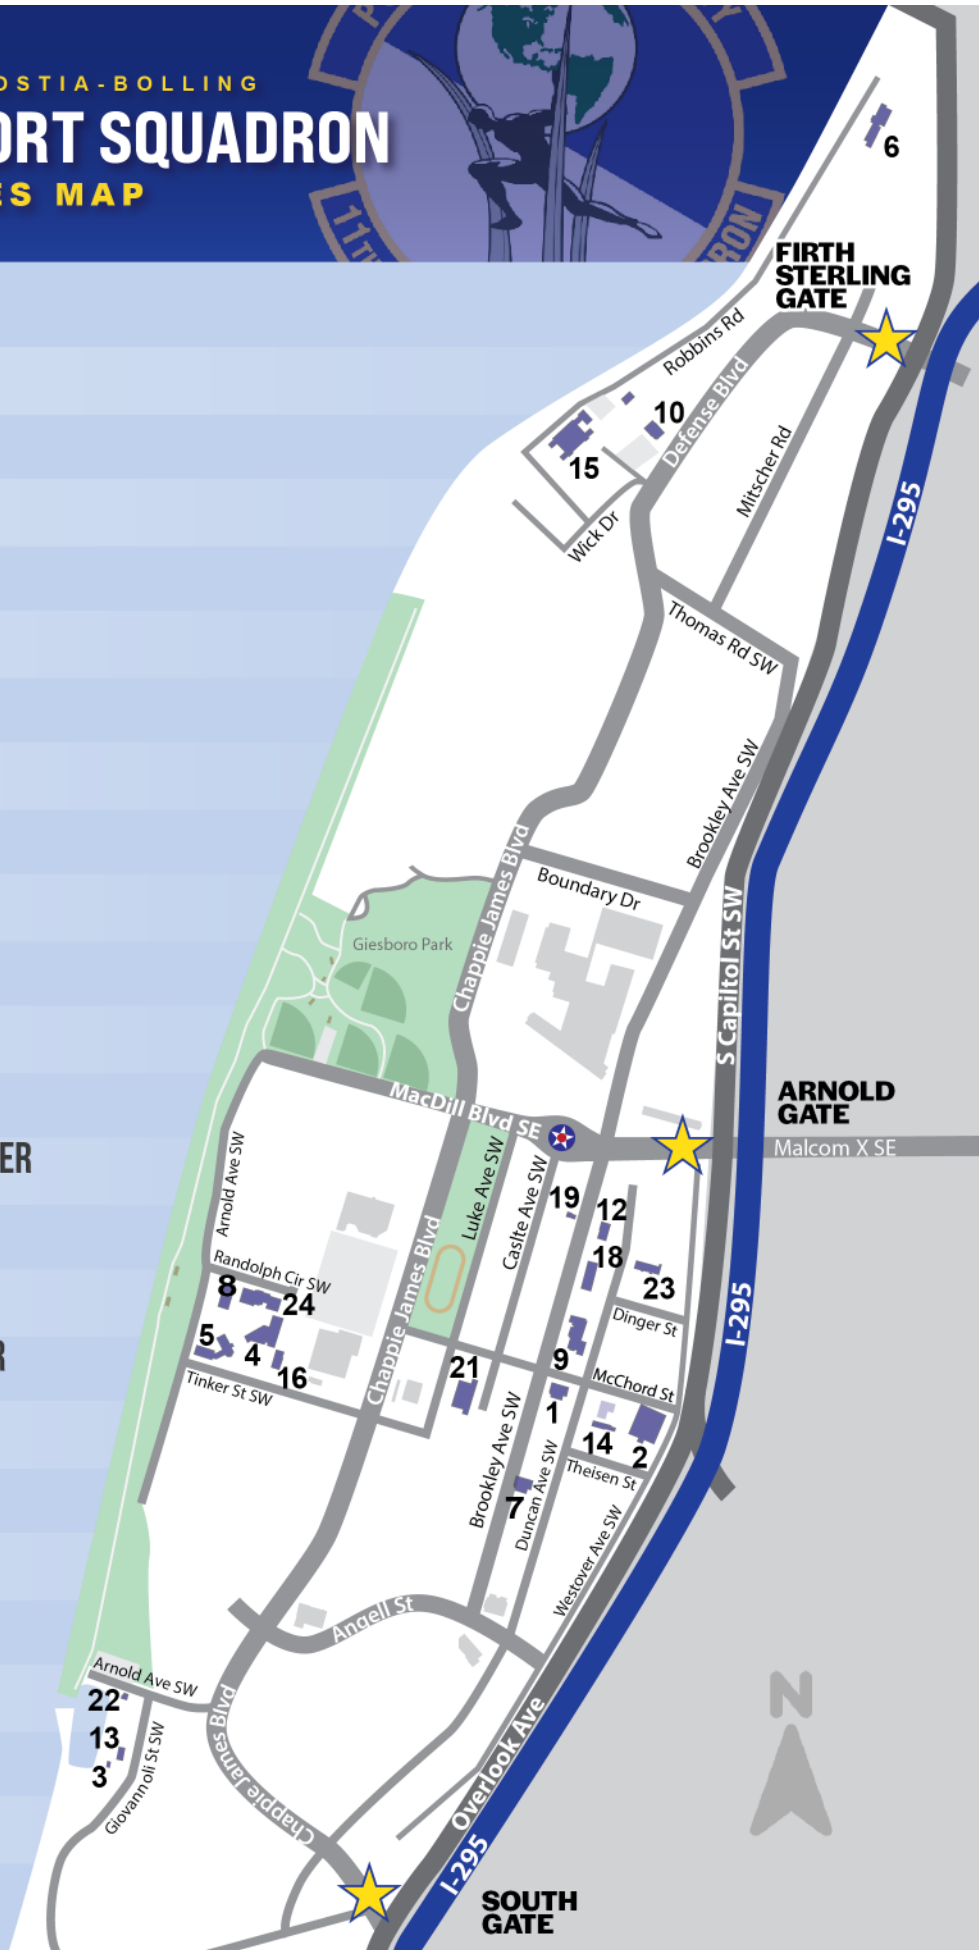 OSTIA-BOLLING
ORT SQUADRON
ES MAP
11TH
RON
6
FIRTH
STERLING
GATE
Robbins Rd
Defense Blvd
10
15
Mitscher Rd
I-295
Wick Dr
Thomas Rd SW
Brookley Ave SW
Chappie James Blvd
Boundary Dr
Giesboro Park
S Capiltol St SW
MacDill Blvd SE
ARNOLD
GATE
Malcom X SE
ER
Arnold Ave SW
Luke Ave SW
Caslte Ave SW
19
12
18
23
Randolph Cir SW
8
24
Chappie James Blvd
Dinger St
I-295
R
5
4
16
21
9
McChord St
Tinker St SW
1
14
2
Brookley Ave SW
Duncan Ave SW
Theisen St
7
Westover Ave SW
Angell St
Arnold Ave SW
22
13
3
Giovannoli St SW
Chappie James Blvd
Overlook Ave
N
I-295
SOUTH
GATE